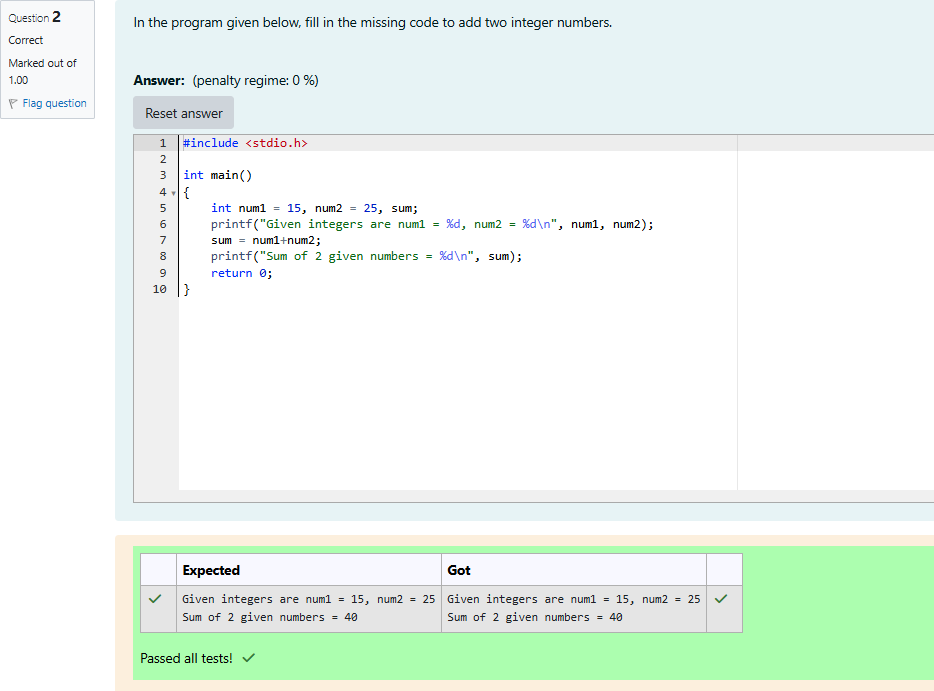 Question 2
Correct
Marked out of
1.00
Flag question
In the program given below, fill in the missing code to add two integer numbers.
Answer: (penalty regime: 0 %)
Reset answer
1 #include <stdio.h>
2
3 int main()
4 {
5     int num1 = 15, num2 = 25, sum;
6     printf("Given integers are num1 = %d, num2 = %d\n", num1, num2);
7     sum = num1+num2;
8     printf("Sum of 2 given numbers = %d\n", sum);
9     return 0;
10 }
Expected Got
Given integers are num1 = 15, num2 = 25 Given integers are num1 = 15, num2 = 25
Sum of 2 given numbers = 40 Sum of 2 given numbers = 40
Passed all tests!